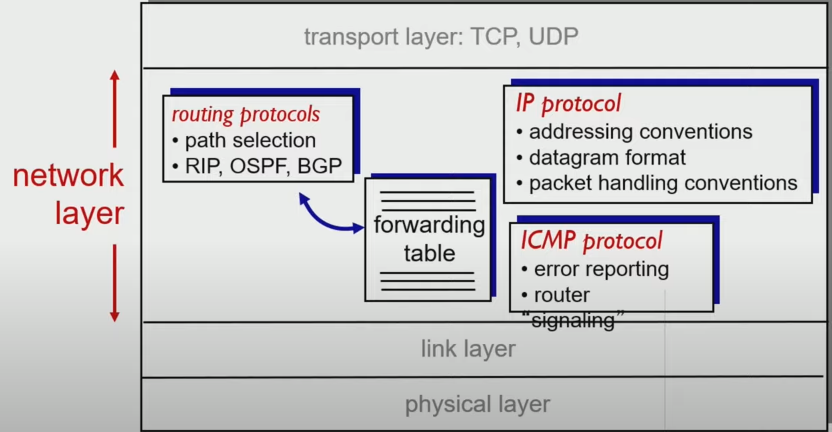 transport layer: TCP, UDP
network
layer
routing protocols
• path selection
• RIP, OSPF, BGP
forwarding
table
IP protocol
• addressing conventions
• datagram format
• packet handling conventions
ICMP protocol
• error reporting
• router
“signaling”
link layer
physical layer